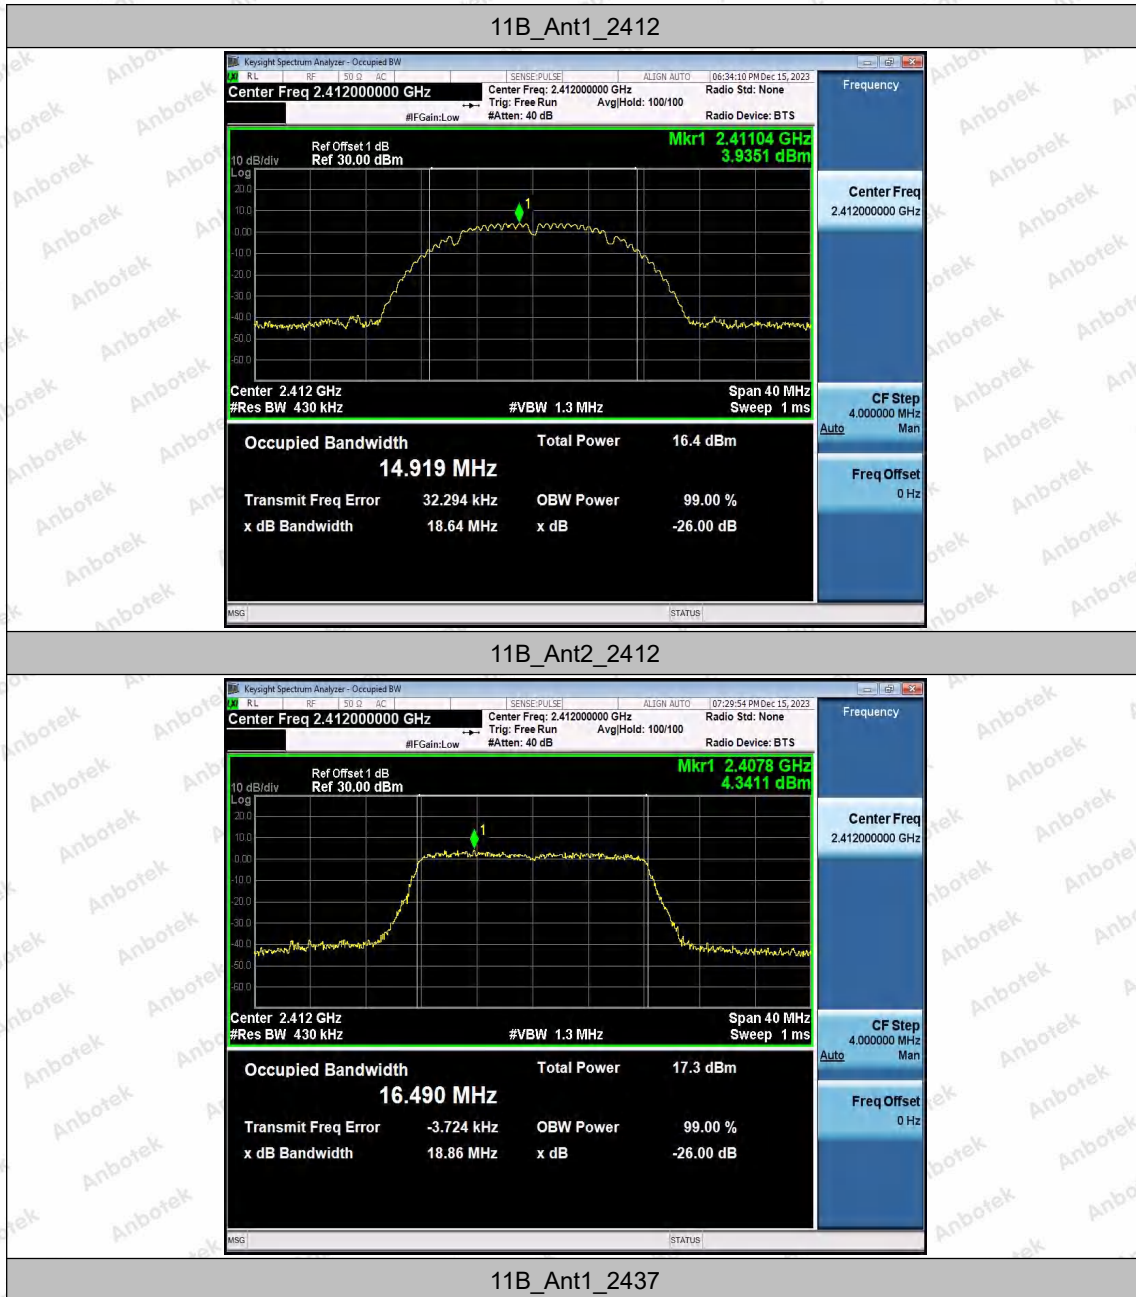 11B_Ant1_2412
Keysight Spectrum Analyzer - Occupied BW
LXI RL RF 50 Ω AC SENSE:PULSE ALIGN AUTO 06:34:10 PM Dec 15, 2023
Center Freq 2.412000000 GHz
Center Freq: 2.412000000 GHz
Radio Std: None
Trig: Free Run Avg|Hold: 100/100
#IFGain:Low #Atten: 40 dB Radio Device: BTS
Frequency
Mkr1 2.41104 GHz
3.9351 dBm
Ref Offset 1 dB
10 dB/div Ref 30.00 dBm
Log
20.0
10.0
0.00
-10.0
-20.0
-30.0
-40.0
-50.0
-60.0
1
Center 2.412 GHz Span 40 MHz
#Res BW 430 kHz #VBW 1.3 MHz Sweep 1 ms
Occupied Bandwidth Total Power 16.4 dBm
14.919 MHz
Transmit Freq Error 32.294 kHz OBW Power 99.00 %
x dB Bandwidth 18.64 MHz x dB -26.00 dB
Center Freq
2.412000000 GHz
CF Step
4.000000 MHz
Auto Man
Freq Offset
0 Hz
MSG STATUS
11B_Ant2_2412
Keysight Spectrum Analyzer - Occupied BW
LXI RL RF 50 Ω AC SENSE:PULSE ALIGN AUTO 07:29:54 PM Dec 15, 2023
Center Freq 2.412000000 GHz
Center Freq: 2.412000000 GHz
Radio Std: None
Trig: Free Run Avg|Hold: 100/100
#IFGain:Low #Atten: 40 dB Radio Device: BTS
Frequency
Mkr1 2.4078 GHz
4.3411 dBm
Ref Offset 1 dB
10 dB/div Ref 30.00 dBm
Log
20.0
10.0
0.00
-10.0
-20.0
-30.0
-40.0
-50.0
-60.0
1
Center 2.412 GHz Span 40 MHz
#Res BW 430 kHz #VBW 1.3 MHz Sweep 1 ms
Occupied Bandwidth Total Power 17.3 dBm
16.490 MHz
Transmit Freq Error -3.724 kHz OBW Power 99.00 %
x dB Bandwidth 18.86 MHz x dB -26.00 dB
Center Freq
2.412000000 GHz
CF Step
4.000000 MHz
Auto Man
Freq Offset
0 Hz
MSG STATUS
11B_Ant1_2437
Anbotek